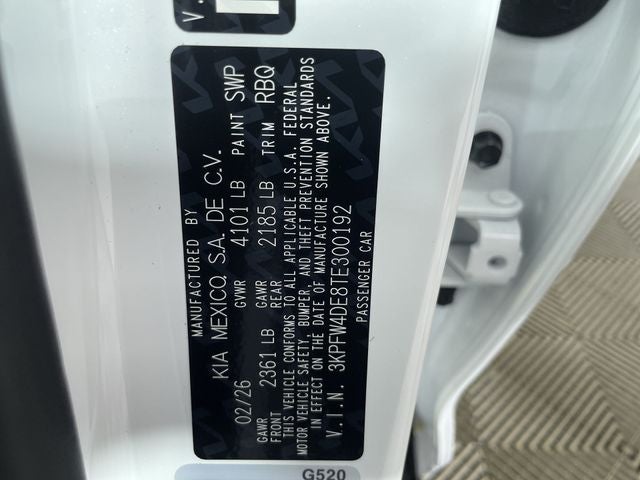 MANUFACTURED BY
KIA MEXICO, S.A. DE C.V.
02/26 GVWR 4101 LB PAINT SWP
GAWR FRONT 2361 LB GAWR REAR 2185 LB TRIM RBQ
THIS VEHICLE CONFORMS TO ALL APPLICABLE U.S.A. FEDERAL
MOTOR VEHICLE SAFETY, BUMPER, AND THEFT PREVENTION STANDARDS
IN EFFECT ON THE DATE OF MANUFACTURE SHOWN ABOVE.
V.I.N. 3KPFW4DE8TE300192
PASSENGER CAR
G520